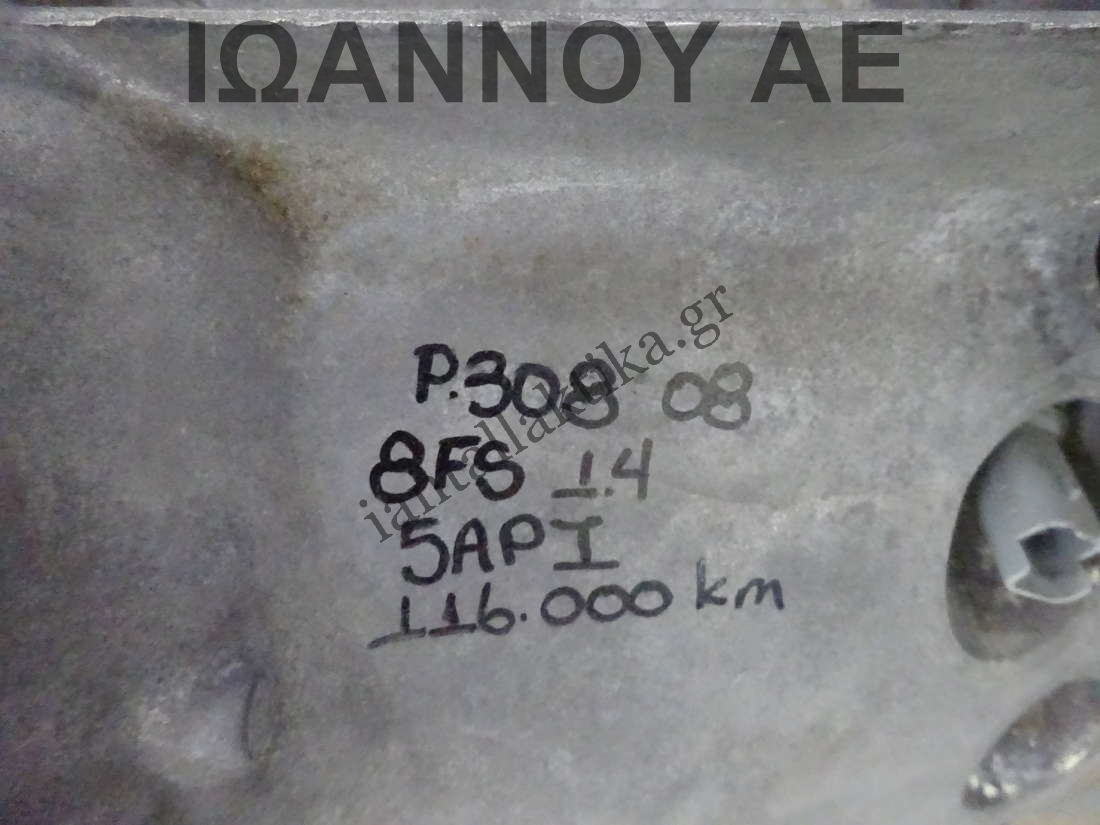 ΙΩΑΝΝΟΥ ΑΕ
iantallaktika.gr
P.308 08
8FS 1.4
5API
116.000 km